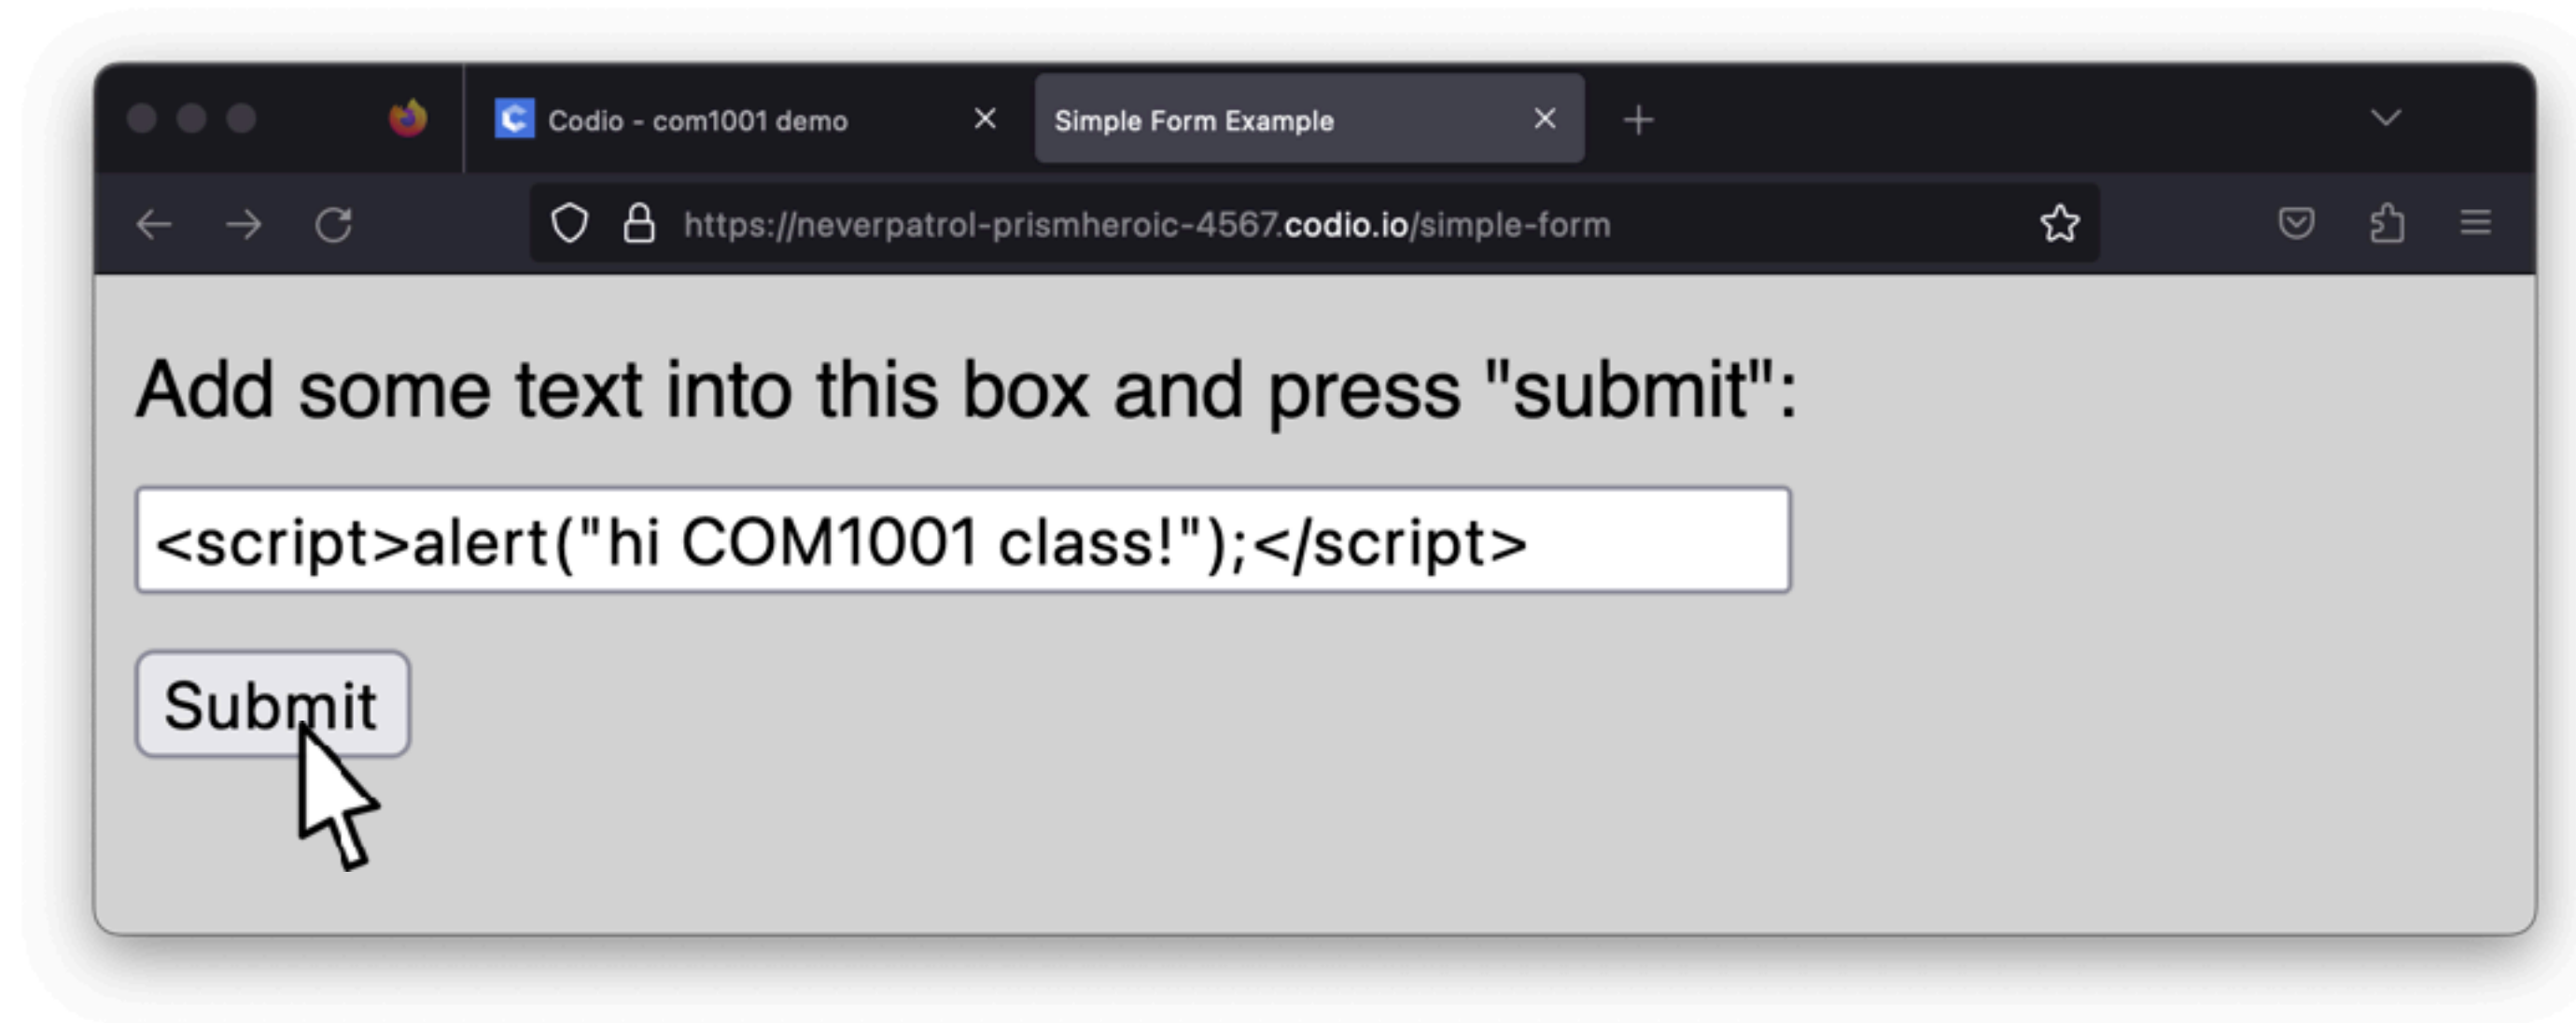 Codio - com1001 demo
Simple Form Example
https://neverpatrol-prismheroic-4567.codio.io/simple-form
Add some text into this box and press "submit":
<script>alert("hi COM1001 class!");</script>
Submit